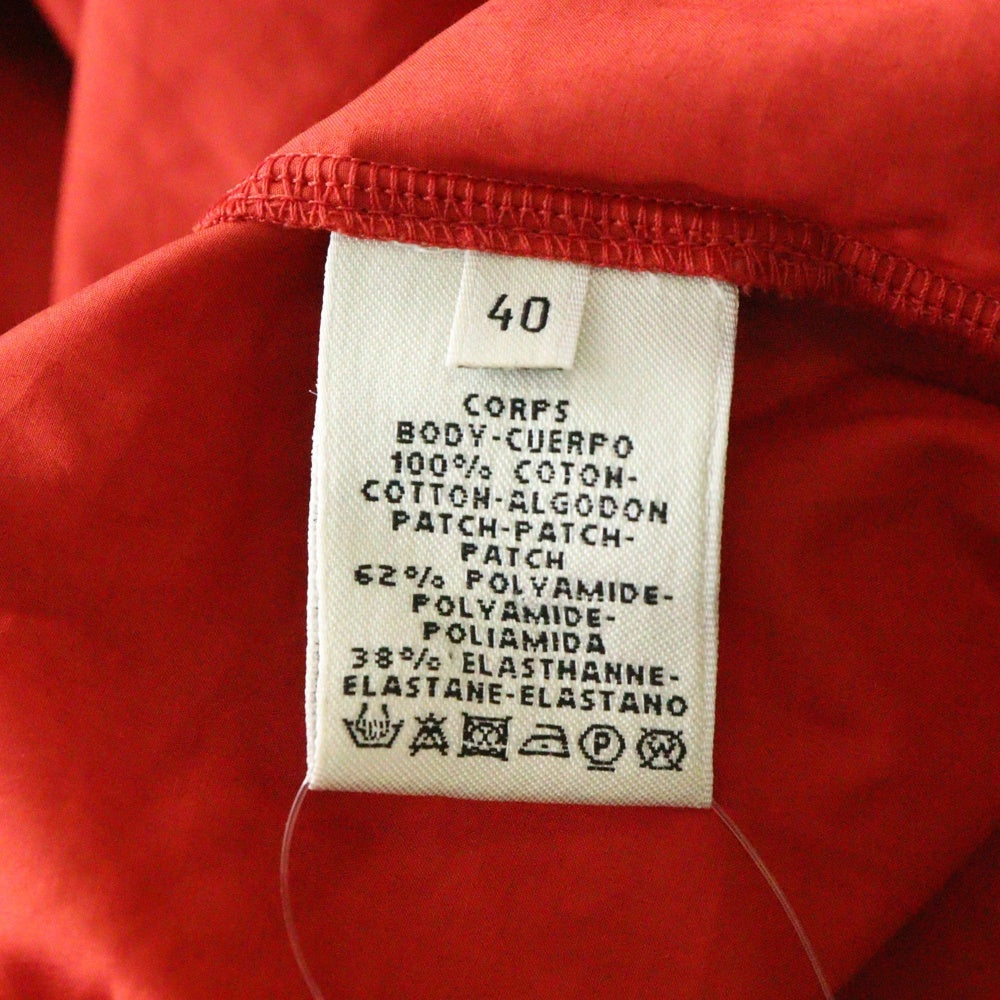 40
CORPS
BODY-CUERPO
100% COTON-
COTTON-ALGODON
PATCH-PATCH-
PATCH
62% POLYAMIDE-
POLYAMIDE-
POLIAMIDA
38% ELASTHANNE-
ELASTANE-ELASTANO
P W